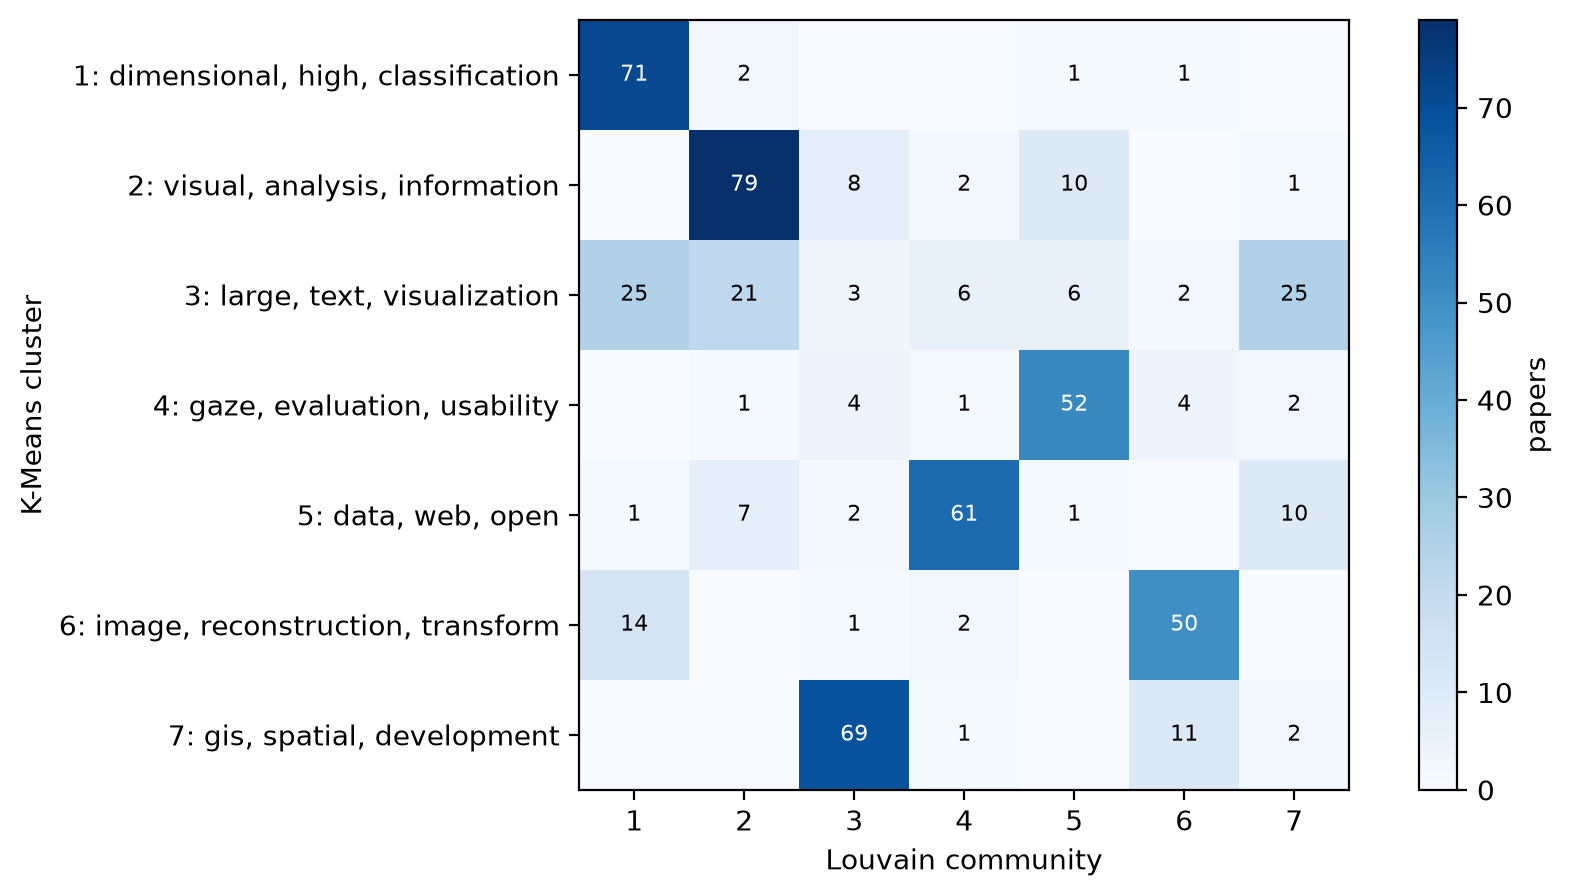 1: dimensional, high, classification 71 2 1 1
2: visual, analysis, information 79 8 2 10 1
3: large, text, visualization 25 21 3 6 6 2 25
4: gaze, evaluation, usability 1 4 1 52 4 2
5: data, web, open 1 7 2 61 1 10
6: image, reconstruction, transform 14 1 2 50
7: gis, spatial, development 69 1 11 2
1 2 3 4 5 6 7
Louvain community
K-Means cluster
70
60
50
40
30
20
10
0
papers